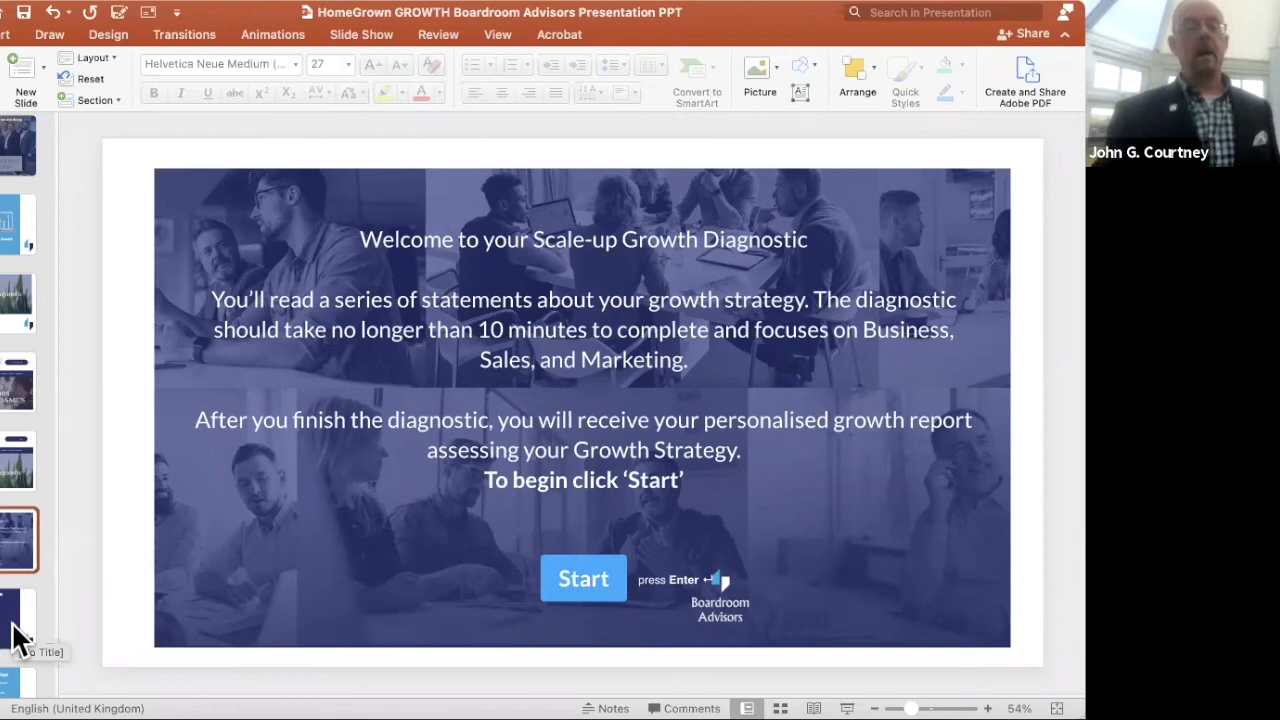 HomeGrown GROWTH Boardroom Advisors Presentation PPT
Search in Presentation
Draw
Design
Transitions
Animations
Slide Show
Review
View
Acrobat
Share
New
Slide
Layout
Reset
Section
Helvetica Neue Medium (...
27
Convert to
SmartArt
Picture
Arrange
Quick
Styles
Create and Share
Adobe PDF
John G. Courtney
Welcome to your Scale-up Growth Diagnostic
You'll read a series of statements about your growth strategy. The diagnostic
should take no longer than 10 minutes to complete and focuses on Business,
Sales, and Marketing.
After you finish the diagnostic, you will receive your personalised growth report
assessing your Growth Strategy.
To begin click ‘Start’
Start
press Enter ↵
Boardroom
Advisors
Title]
English (United Kingdom)
Notes
Comments
54%